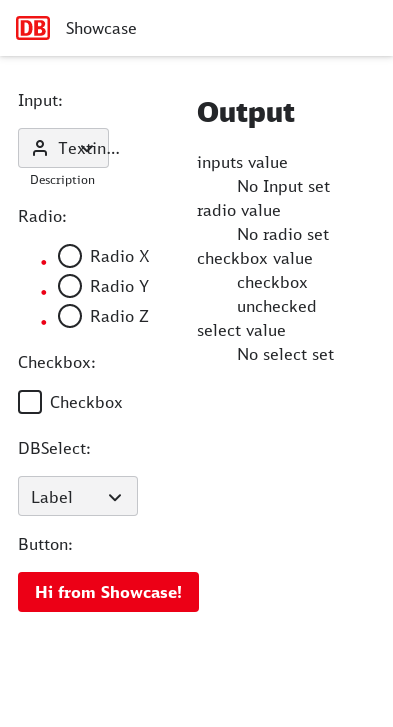 DB Showcase
Input:
Textin…
Description
Radio:
Radio X
Radio Y
Radio Z
Checkbox:
Checkbox
DBSelect:
Label
Button:
Hi from Showcase!
Output
inputs value
No Input set
radio value
No radio set
checkbox value
checkbox
unchecked
select value
No select set